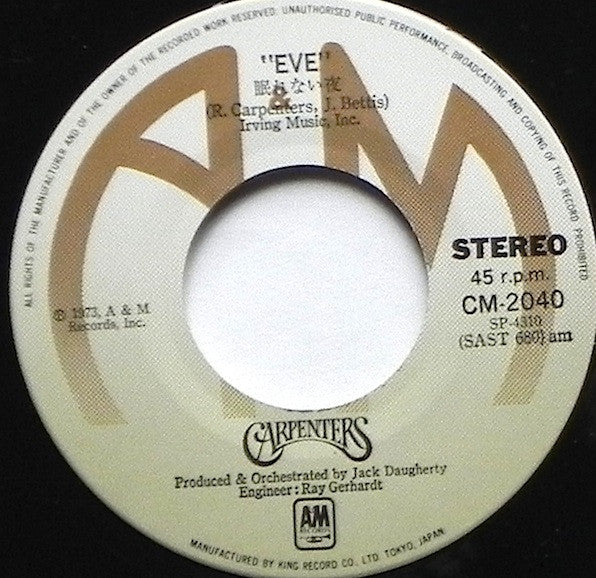 ALL RIGHTS OF THE MANUFACTURER AND OF THE OWNER OF THE RECORDED WORK RESERVED. UNAUTHORISED PUBLIC PERFORMANCE, BROADCASTING AND COPYING OF THIS RECORD PROHIBITED
A&M
"EVE"
眠れない夜
(R. Carpenters, J. Bettis)
Irving Music, Inc.
STEREO
45 r.p.m.
CM-2040
SP-4310
(SAST 680) am
Ⓟ 1973, A & M
Records, Inc.
CARPENTERS
Produced & Orchestrated by Jack Daugherty
Engineer : Ray Gerhardt
A&M
RECORDS
MANUFACTURED BY KING RECORD CO. LTD. TOKYO, JAPAN.